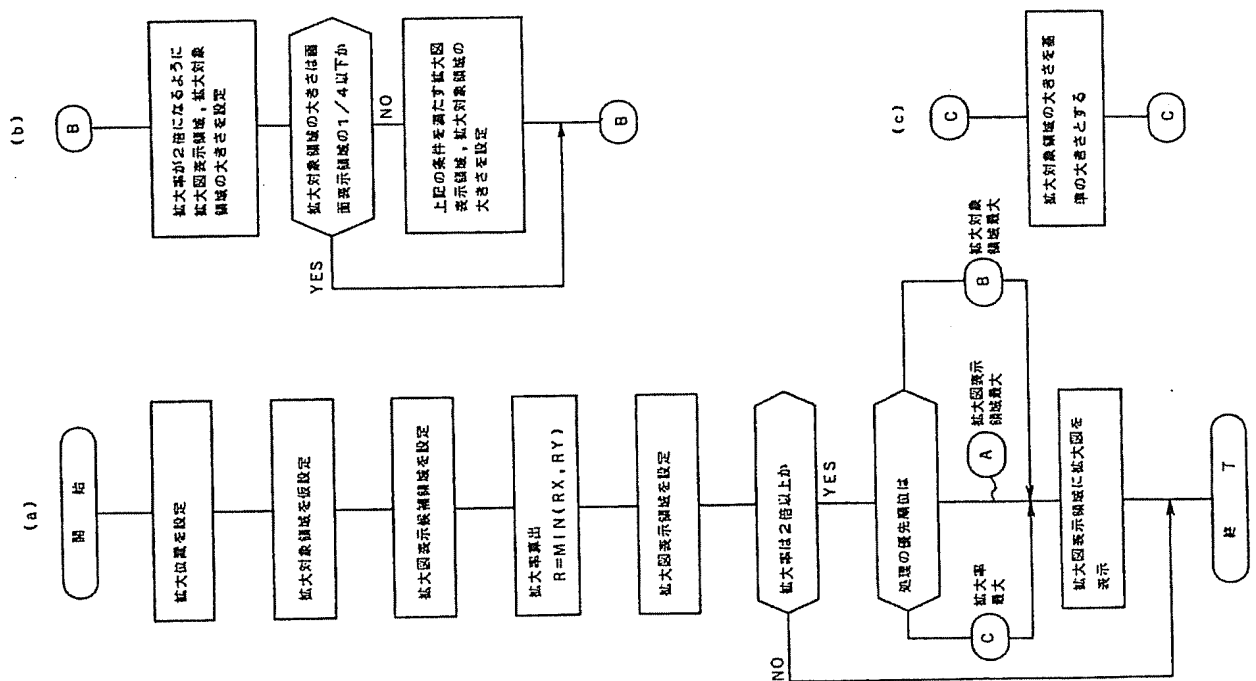 (a)
開始
拡大位置を設定
拡大対象領域を仮設定
拡大図表示候補領域を設定
拡大率算出
R=MIN(RX,RY)
拡大図表示領域を設定
拡大率は2倍以上か
NO
YES
処理の優先順位は
C
拡大率
最大
A
拡大図表示
領域最大
B
拡大対象
領域最大
拡大図表示領域に拡大図を
表示
終了
(b)
B
拡大率が2倍になるように
拡大図表示領域,拡大対象
領域の大きさを設定
拡大対象領域の大きさは画
面表示領域の1/4以下か
YES
NO
上記の条件を満たす拡大図
表示領域,拡大対象領域の
大きさを設定
B
(c)
C
拡大対象領域の大きさを基
準の大きさとする
C